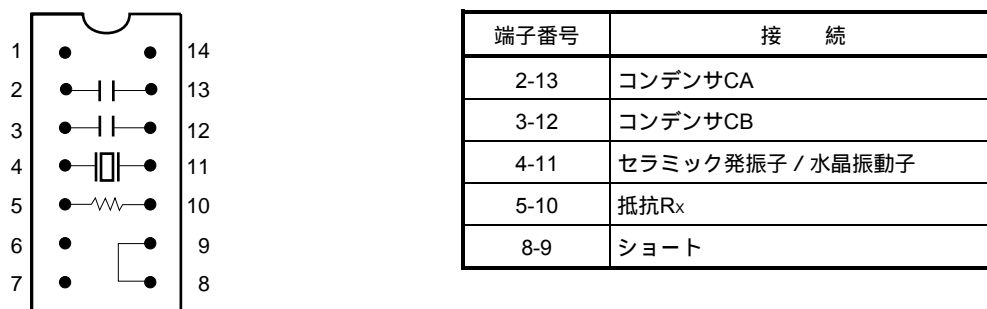 1 14
2 13
3 12
4 11
5 10
6 9
7 8
端子番号 接 続
2-13 コンデンサCA
3-12 コンデンサCB
4-11 セラミック発振子 / 水晶振動子
5-10 抵抗Rx
8-9 ショート